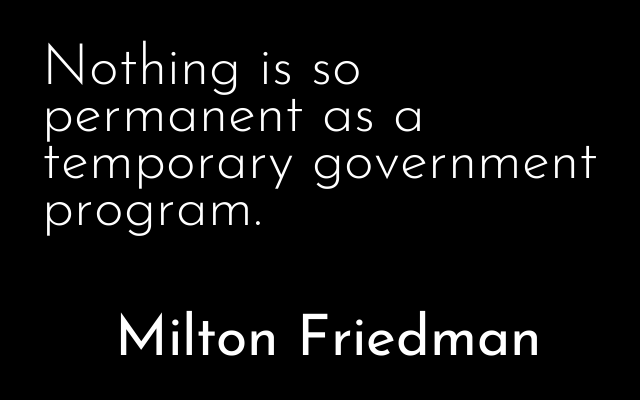 Nothing is so
permanent as a
temporary government
program.
Milton Friedman